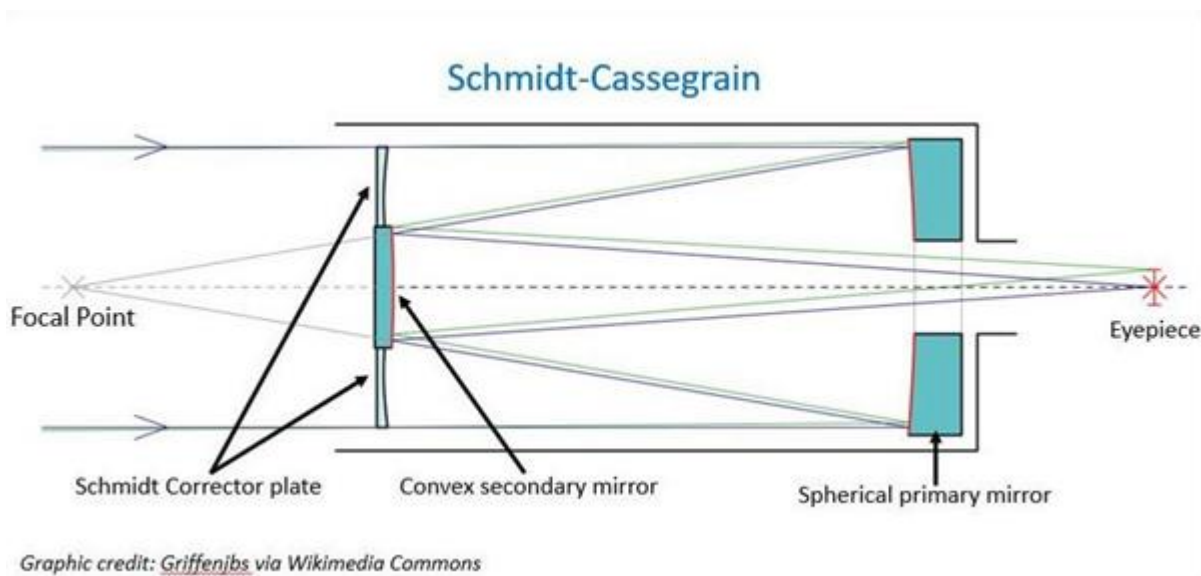 Schmidt-Cassegrain
Focal Point
Eyepiece
Schmidt Corrector plate
Convex secondary mirror
Spherical primary mirror
Graphic credit: Griffenjbs via Wikimedia Commons